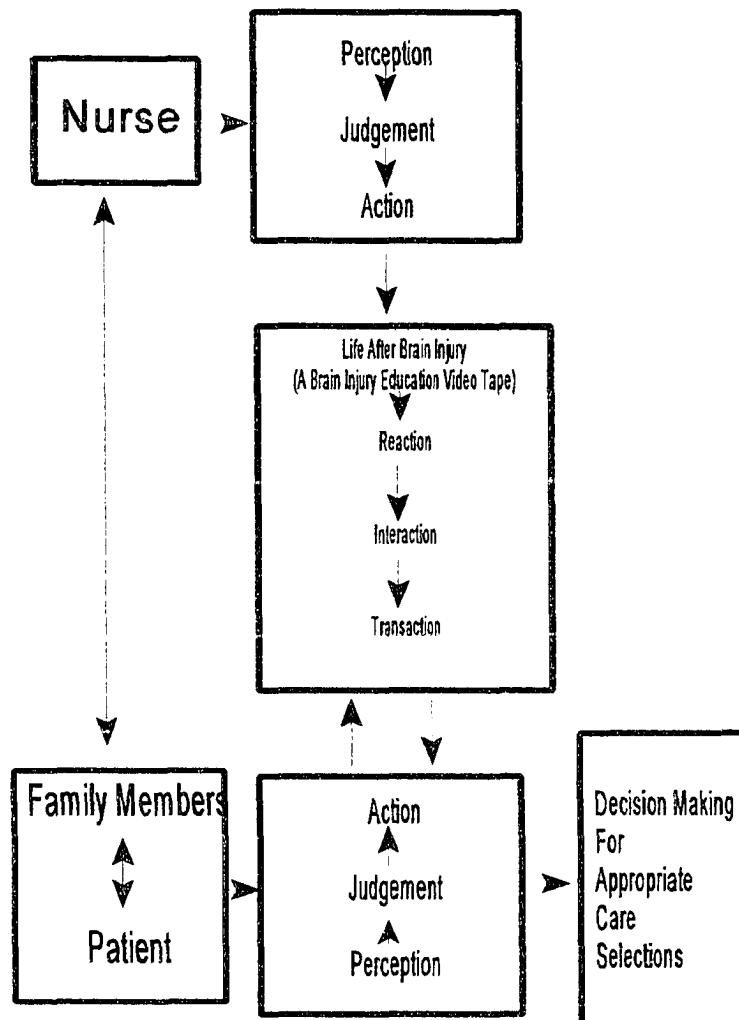 Nurse
Perception
Judgement
Action
Life After Brain Injury
(A Brain Injury Education Video Tape)
Reaction
Interaction
Transaction
Family Members
Patient
Action
Judgement
Perception
Decision Making
For
Appropriate
Care
Selections